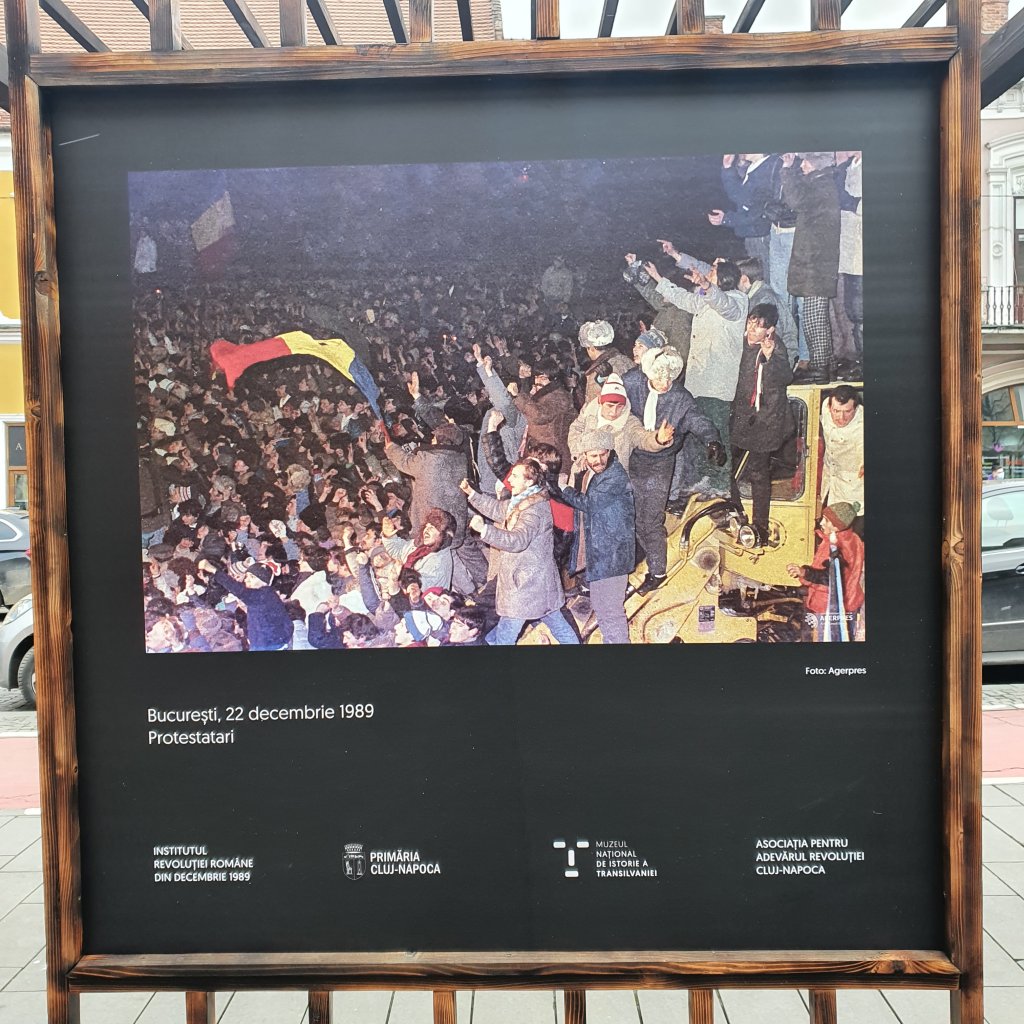 AGERPRES
Foto: Agerpres
București, 22 decembrie 1989
Protestatari
INSTITUTUL
REVOLUȚIEI ROMÂNE
DIN DECEMBRIE 1989
PRIMĂRIA
CLUJ-NAPOCA
MUZEUL
NAȚIONAL
DE ISTORIE A
TRANSILVANIEI
ASOCIAȚIA PENTRU
ADEVĂRUL REVOLUȚIEI
CLUJ-NAPOCA